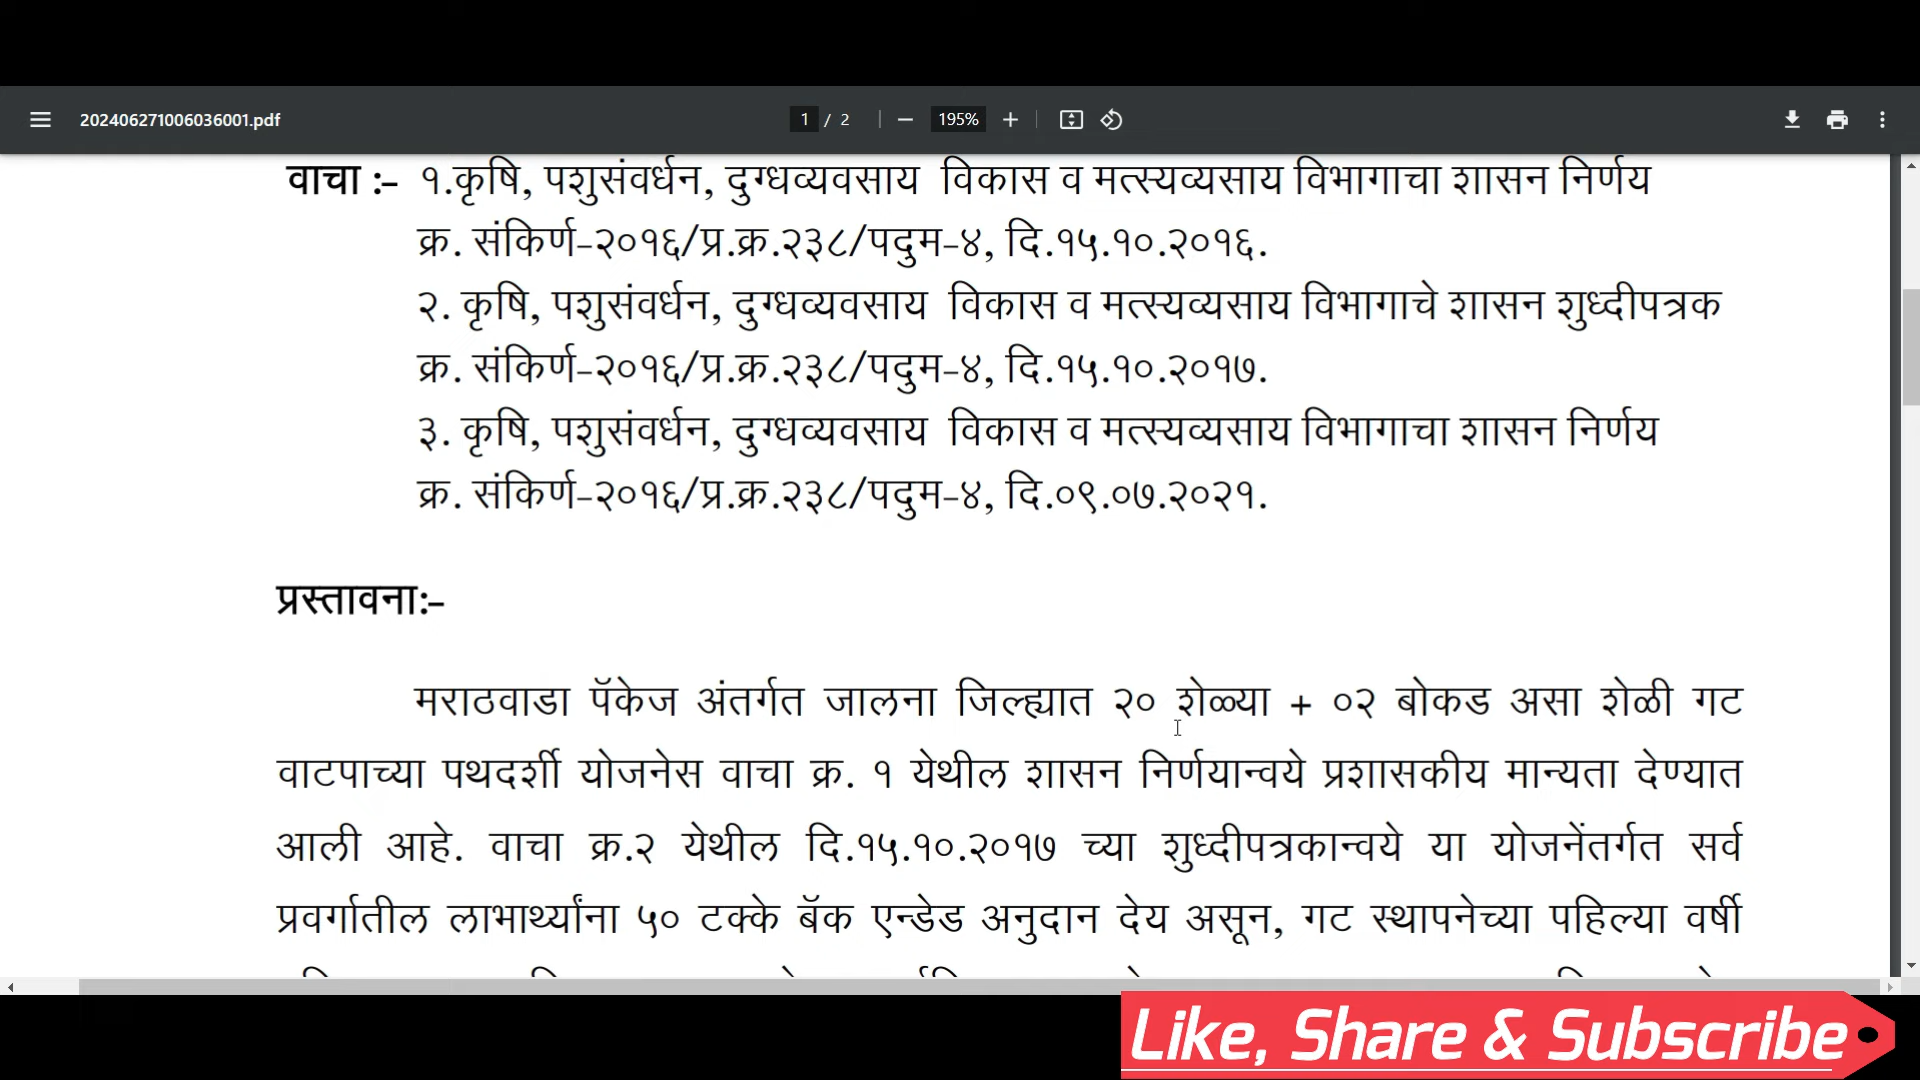 202406271006036001.pdf
1 / 2
195%
वाचा :- १.कृषि, पशुसंवर्धन, दुग्धव्यवसाय विकास व मत्स्यव्यसाय विभागाचा शासन निर्णय
क्र. संकिर्ण-२०१६/प्र.क्र.२३८/पदुम-४, दि.१५.१०.२०१६.
२. कृषि, पशुसंवर्धन, दुग्धव्यवसाय विकास व मत्स्यव्यसाय विभागाचे शासन शुध्दीपत्रक
क्र. संकिर्ण-२०१६/प्र.क्र.२३८/पदुम-४, दि.१५.१०.२०१७.
३. कृषि, पशुसंवर्धन, दुग्धव्यवसाय विकास व मत्स्यव्यसाय विभागाचा शासन निर्णय
क्र. संकिर्ण-२०१६/प्र.क्र.२३८/पदुम-४, दि.०९.०७.२०२१.
प्रस्तावना:-
मराठवाडा पॅकेज अंतर्गत जालना जिल्ह्यात २० शेळ्या + ०२ बोकड असा शेळी गट
वाटपाच्या पथदर्शी योजनेस वाचा क्र. १ येथील शासन निर्णयान्वये प्रशासकीय मान्यता देण्यात
आली आहे. वाचा क्र.२ येथील दि.१५.१०.२०१७ च्या शुध्दीपत्रकान्वये या योजनेंतर्गत सर्व
प्रवर्गातील लाभार्थ्यांना ५० टक्के बॅक एन्डेड अनुदान देय असून, गट स्थापनेच्या पहिल्या वर्षी
Like, Share & Subscribe